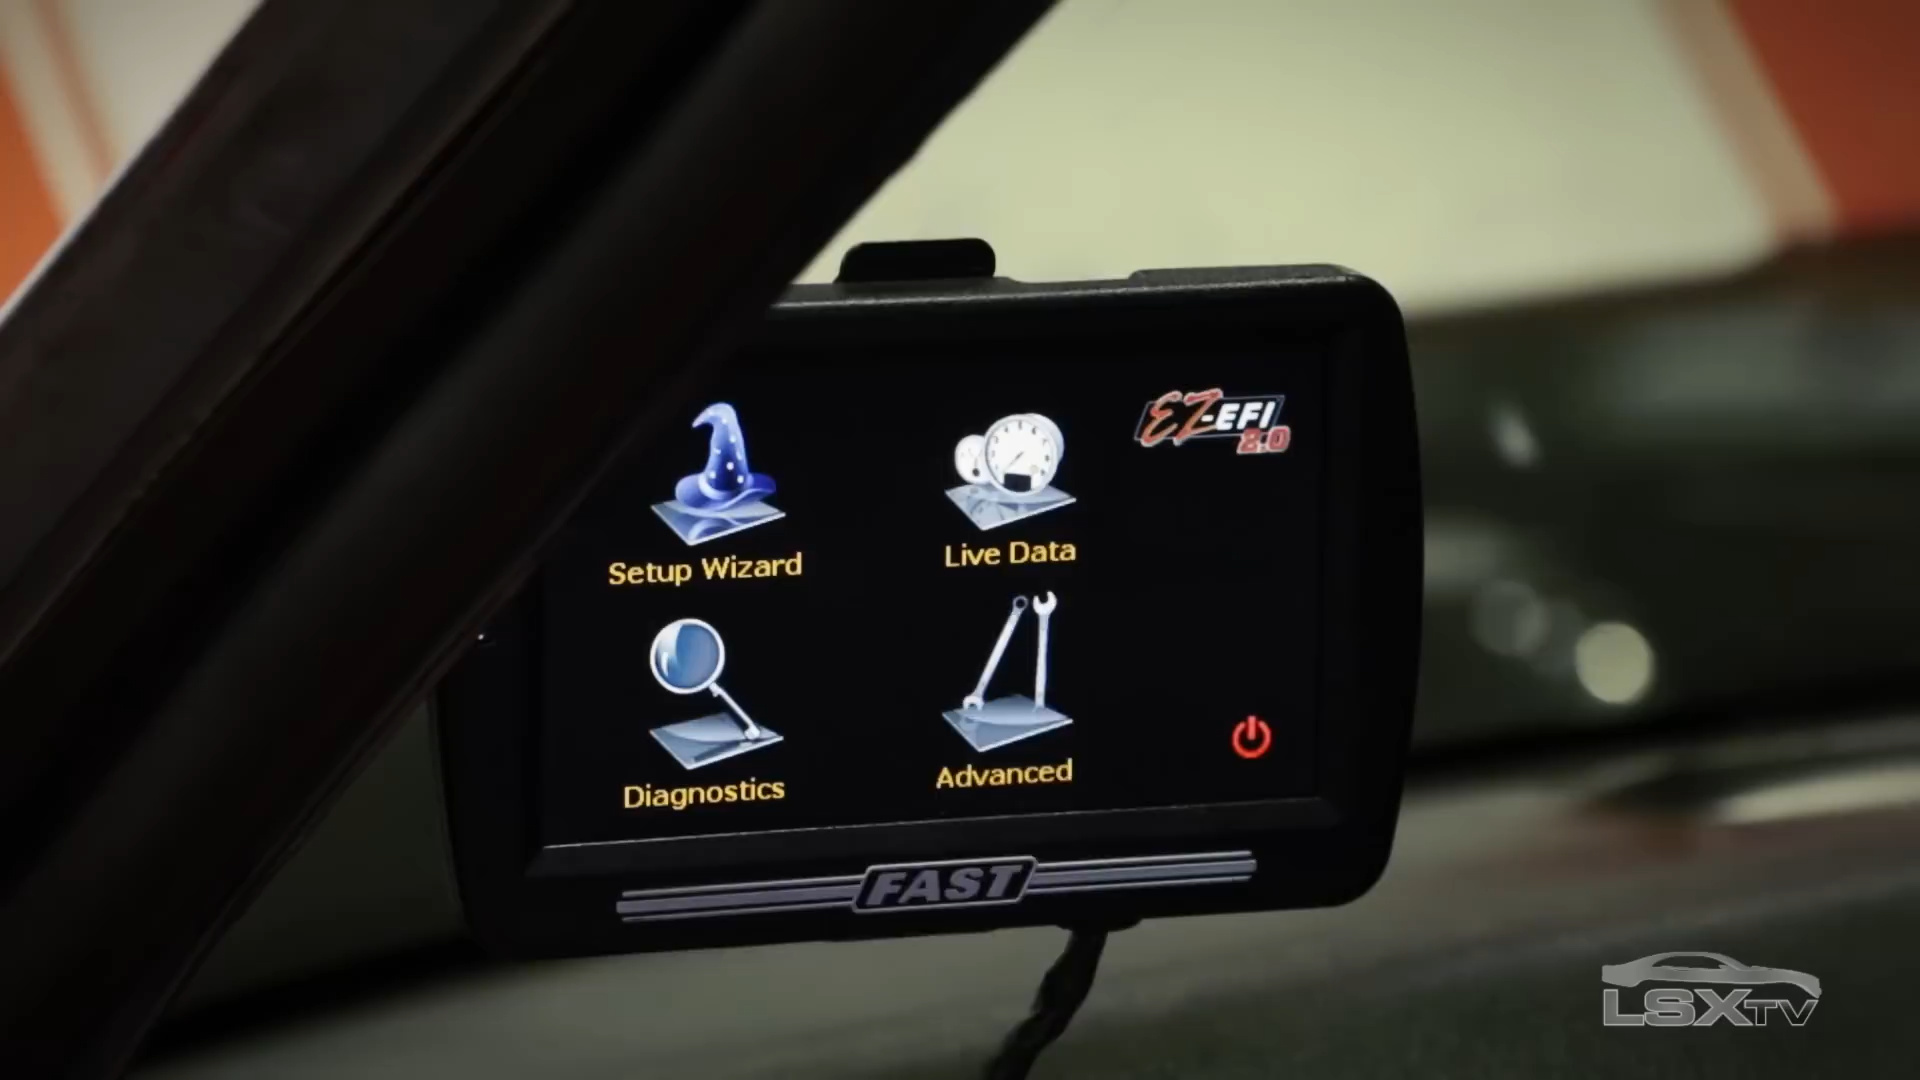 EZ-EFI
2.0
Setup Wizard
Live Data
Diagnostics
Advanced
FAST
LSXTV